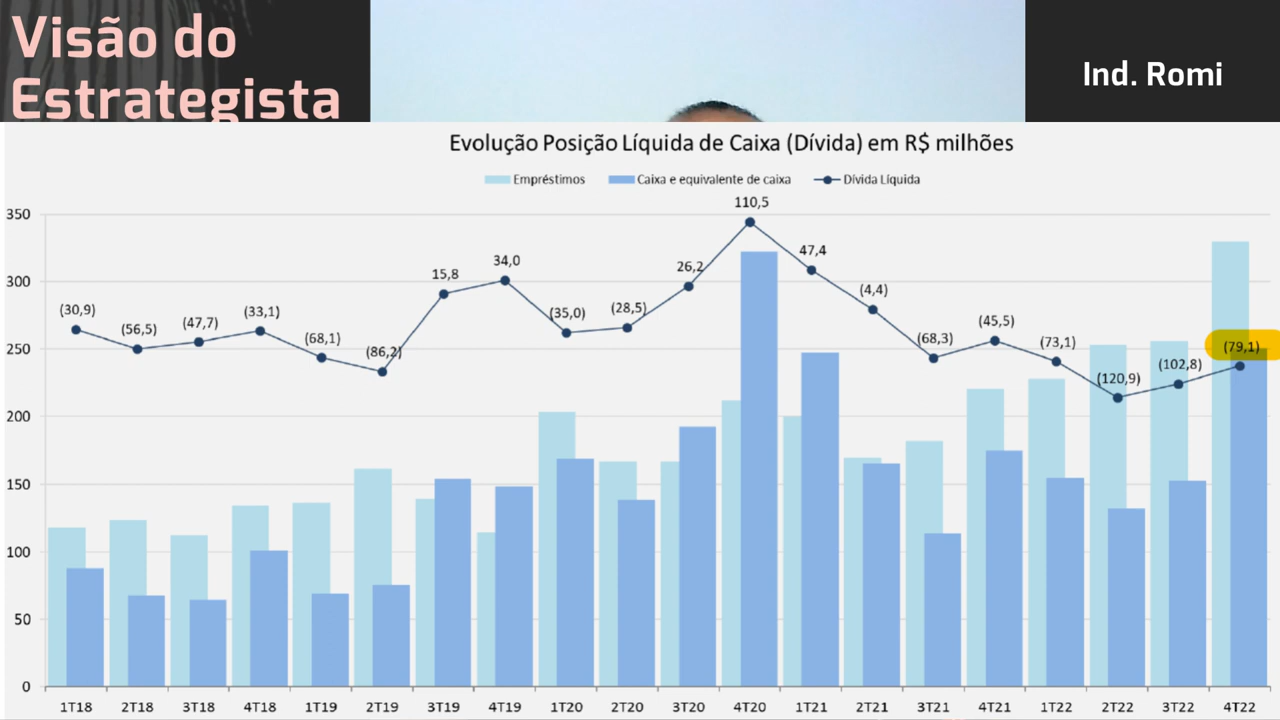 Visão do
Estrategista
Ind. Romi
Evolução Posição Líquida de Caixa (Dívida) em R$ milhões
Empréstimos Caixa e equivalente de caixa Dívida Líquida
350
300
250
200
150
100
50
0
(30,9) (56,5) (47,7) (33,1) (68,1) (86,2) 15,8 34,0 (35,0) (28,5) 26,2 110,5 47,4 (4,4) (68,3) (45,5) (73,1) (120,9) (102,8) (79,1)
1T18 2T18 3T18 4T18 1T19 2T19 3T19 4T19 1T20 2T20 3T20 4T20 1T21 2T21 3T21 4T21 1T22 2T22 3T22 4T22